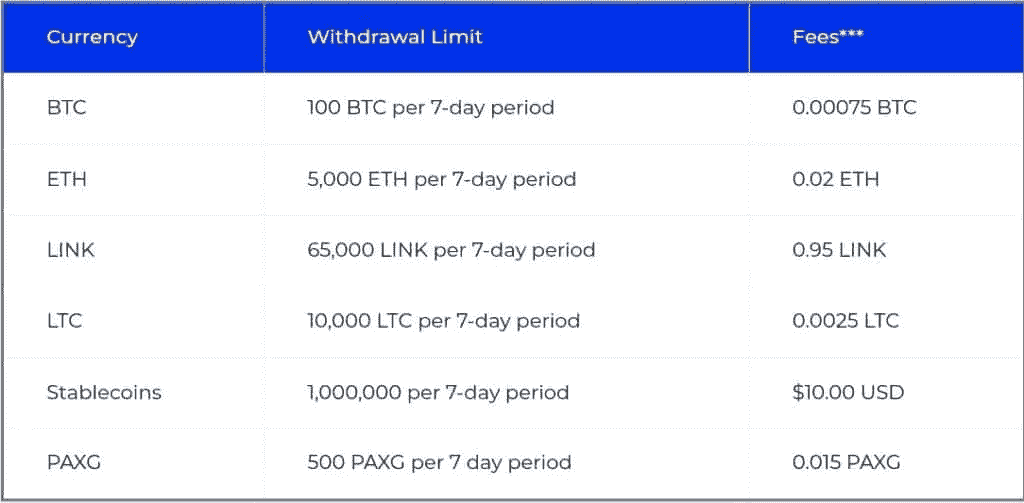 Currency Withdrawal Limit Fees***
BTC 100 BTC per 7-day period 0.00075 BTC
ETH 5,000 ETH per 7-day period 0.02 ETH
LINK 65,000 LINK per 7-day period 0.95 LINK
LTC 10,000 LTC per 7-day period 0.0025 LTC
Stablecoins 1,000,000 per 7-day period $10.00 USD
PAXG 500 PAXG per 7 day period 0.015 PAXG